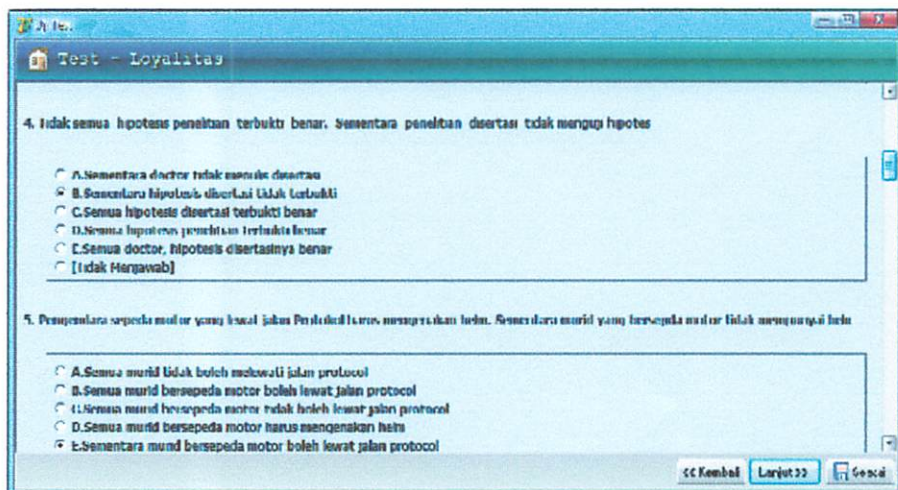 Test - Loyalitas
4. Tidak semua hipotesis penelitian terbukti benar. Sementara penelitian disertasi tidak menguji hipotes
A.Sementara doctor tidak menulis disertasi
B.Sementara hipotesis disertasi tidak terbukti
C.Semua hipotesis disertasi terbukti benar
D.Semua hipotesis penelitian terbukti benar
E.Semua doctor, hipotesis disertasinya benar
[Tidak Menjawab]
5. Pengendara sepeda motor yang lewat jalan Protokol harus mengenakan helm. Sementara murid yang bersepda motor tidak mempunyai helm
A.Semua murid tidak boleh melewati jalan protocol
B.Semua murid bersepeda motor boleh lewat jalan protocol
C.Semua murid bersepeda motor tidak boleh lewat jalan protocol
D.Semua murid bersepeda motor harus mengenakan helm
E.Sementara murid bersepeda motor boleh lewat jalan protocol
<< Kembali Lanjut >> Selesai